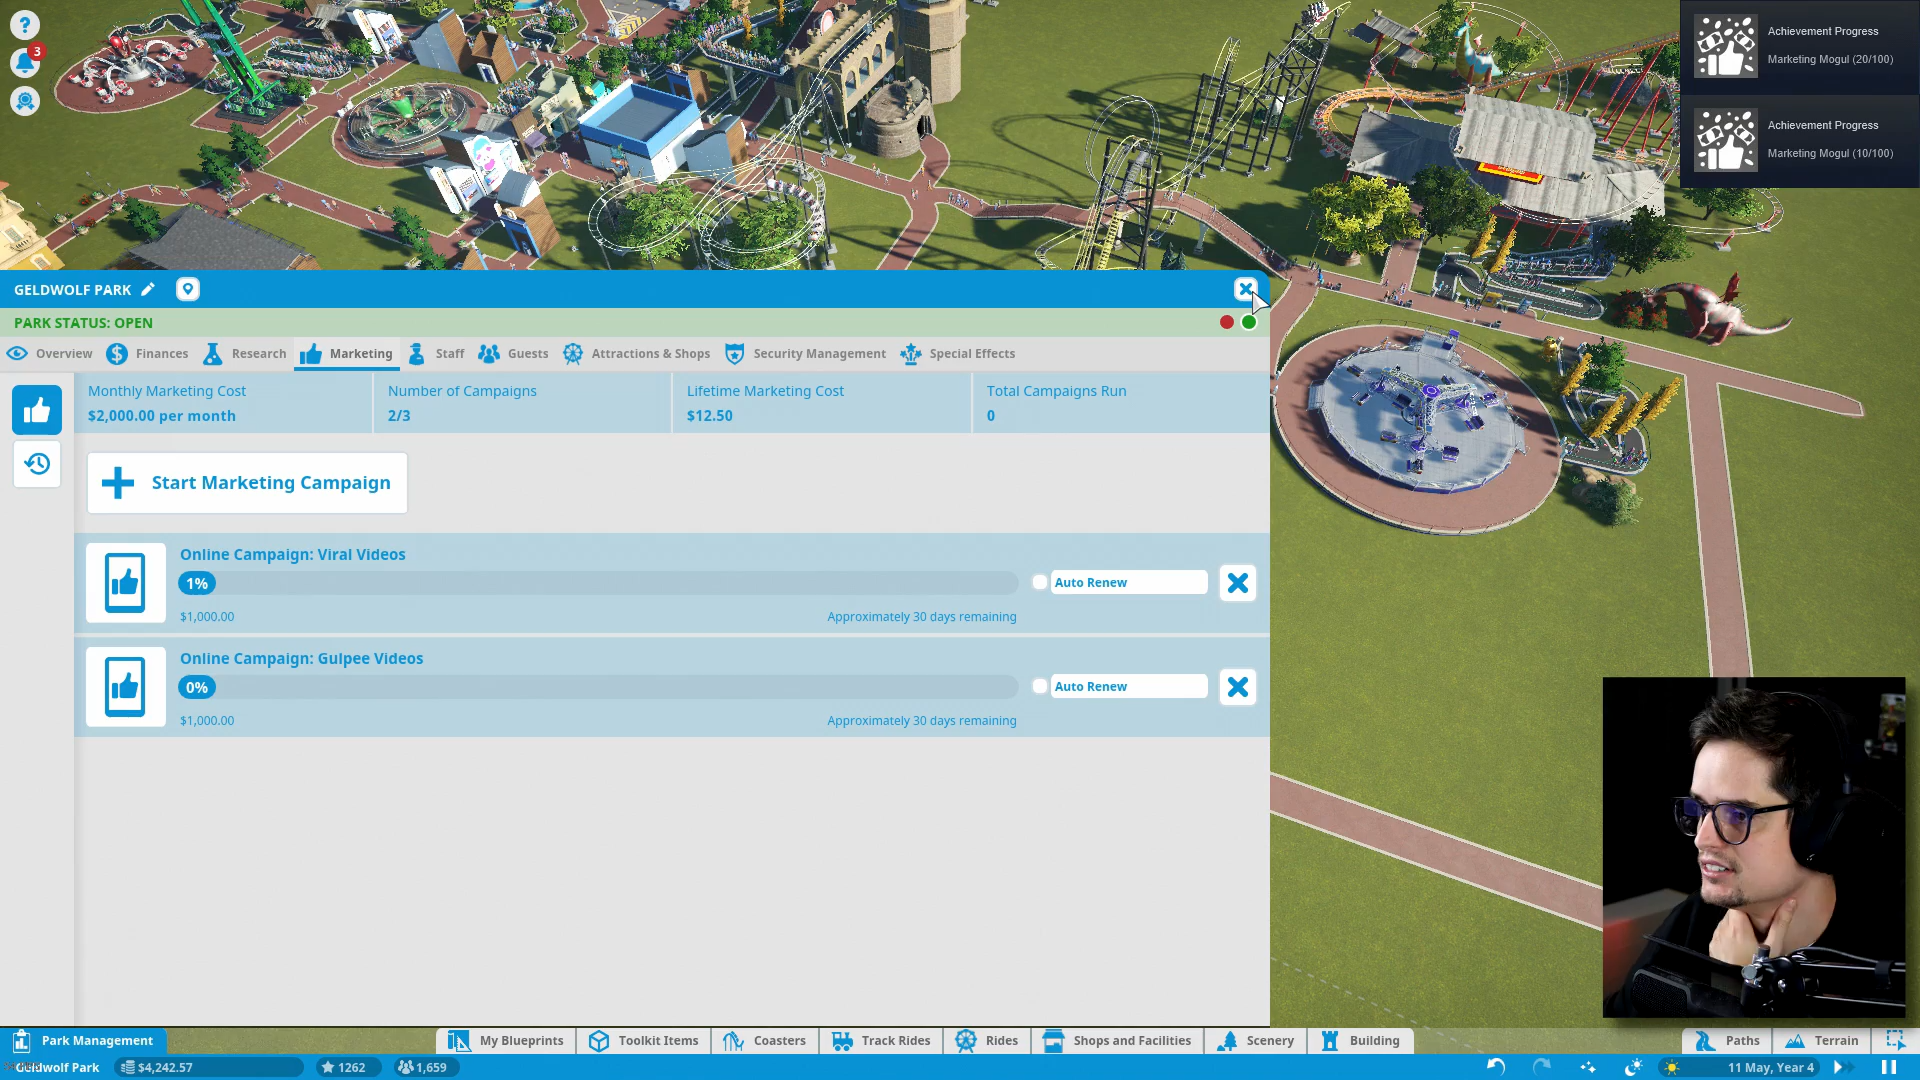 ?
3
Achievement Progress
Marketing Mogul (20/100)
Achievement Progress
Marketing Mogul (10/100)
GELDWOLF PARK
PARK STATUS: OPEN
Overview Finances Research Marketing Staff Guests Attractions & Shops Security Management Special Effects
Monthly Marketing Cost Number of Campaigns Lifetime Marketing Cost Total Campaigns Run
$2,000.00 per month 2/3 $12.50 0
Start Marketing Campaign
Online Campaign: Viral Videos
1% Auto Renew
$1,000.00 Approximately 30 days remaining
Online Campaign: Gulpee Videos
0% Auto Renew
$1,000.00 Approximately 30 days remaining
Park Management My Blueprints Toolkit Items Coasters Track Rides Rides Shops and Facilities Scenery Building Paths Terrain
Geldwolf Park $4,242.57 1262 1,659 11 May, Year 4